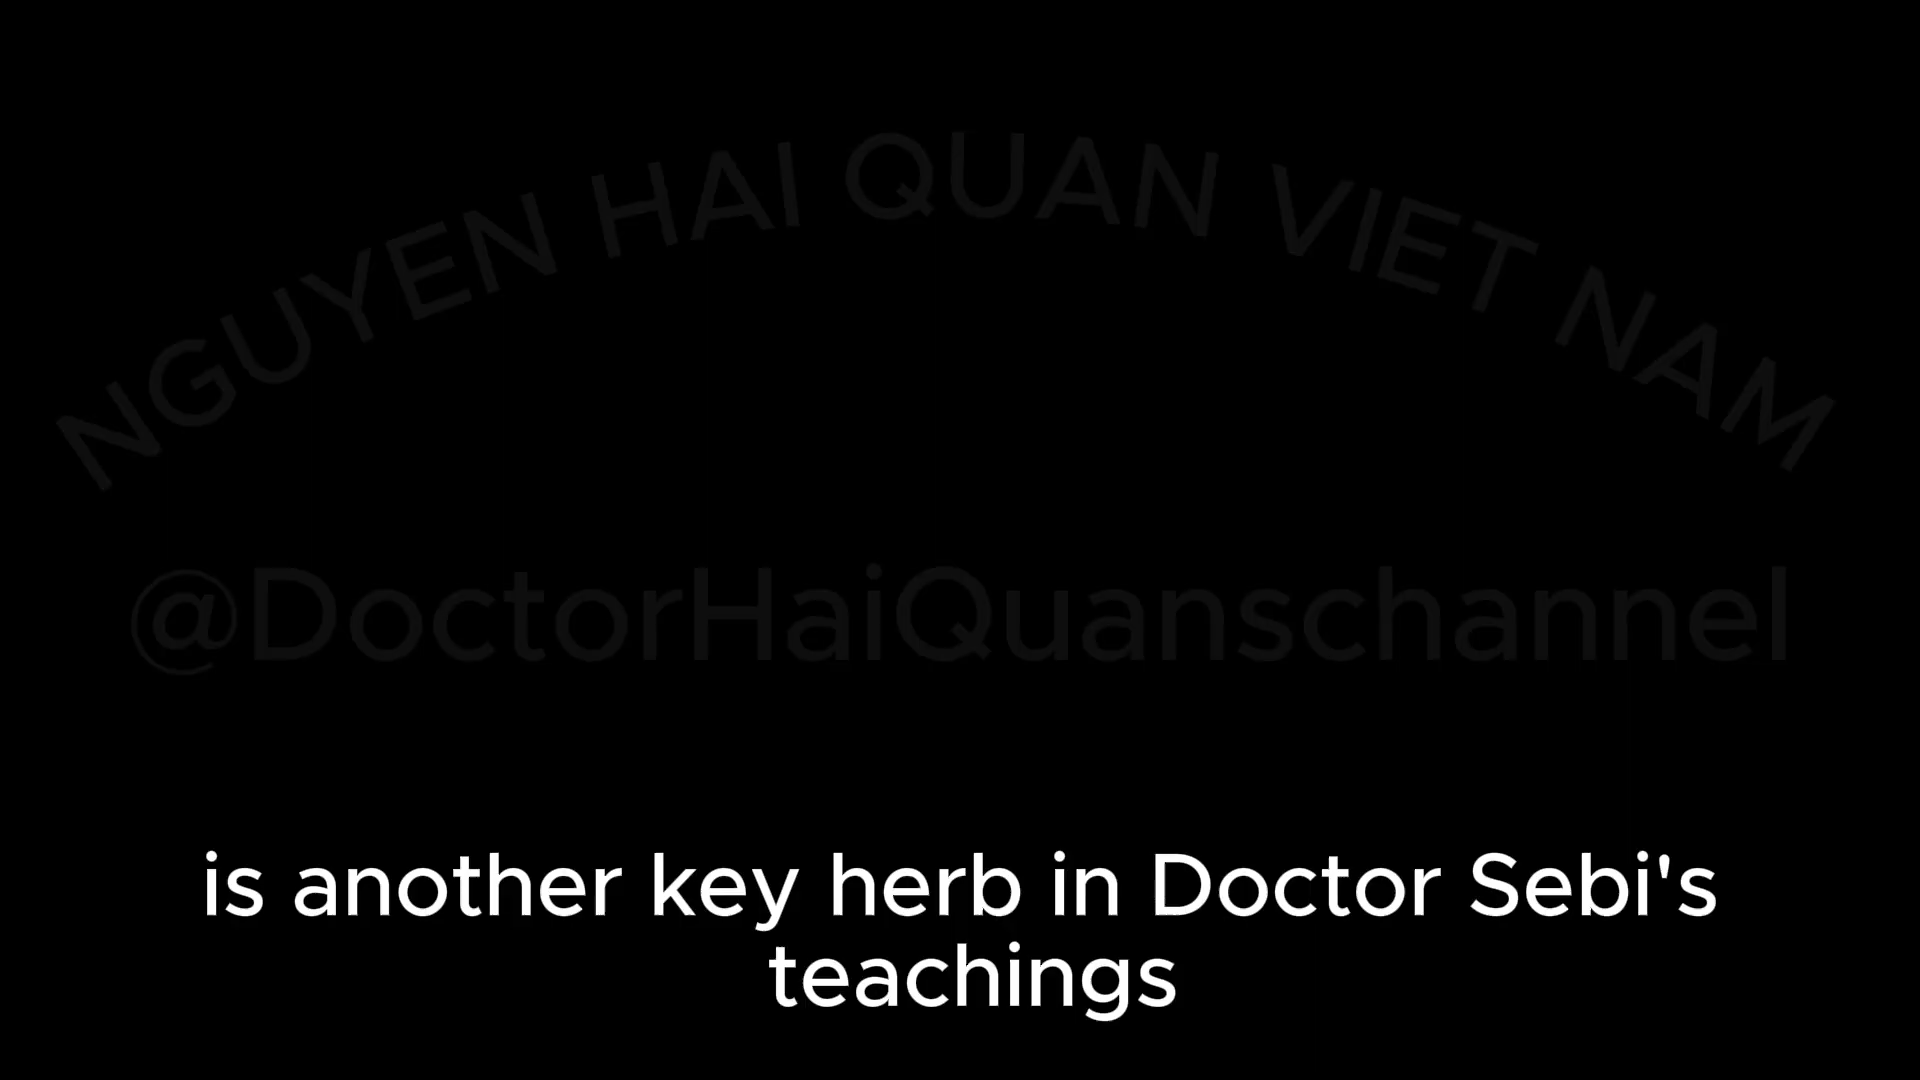 NGUYEN HAI QUAN VIET NAM
@DoctorHaiQuanschannel
is another key herb in Doctor Sebi's
teachings